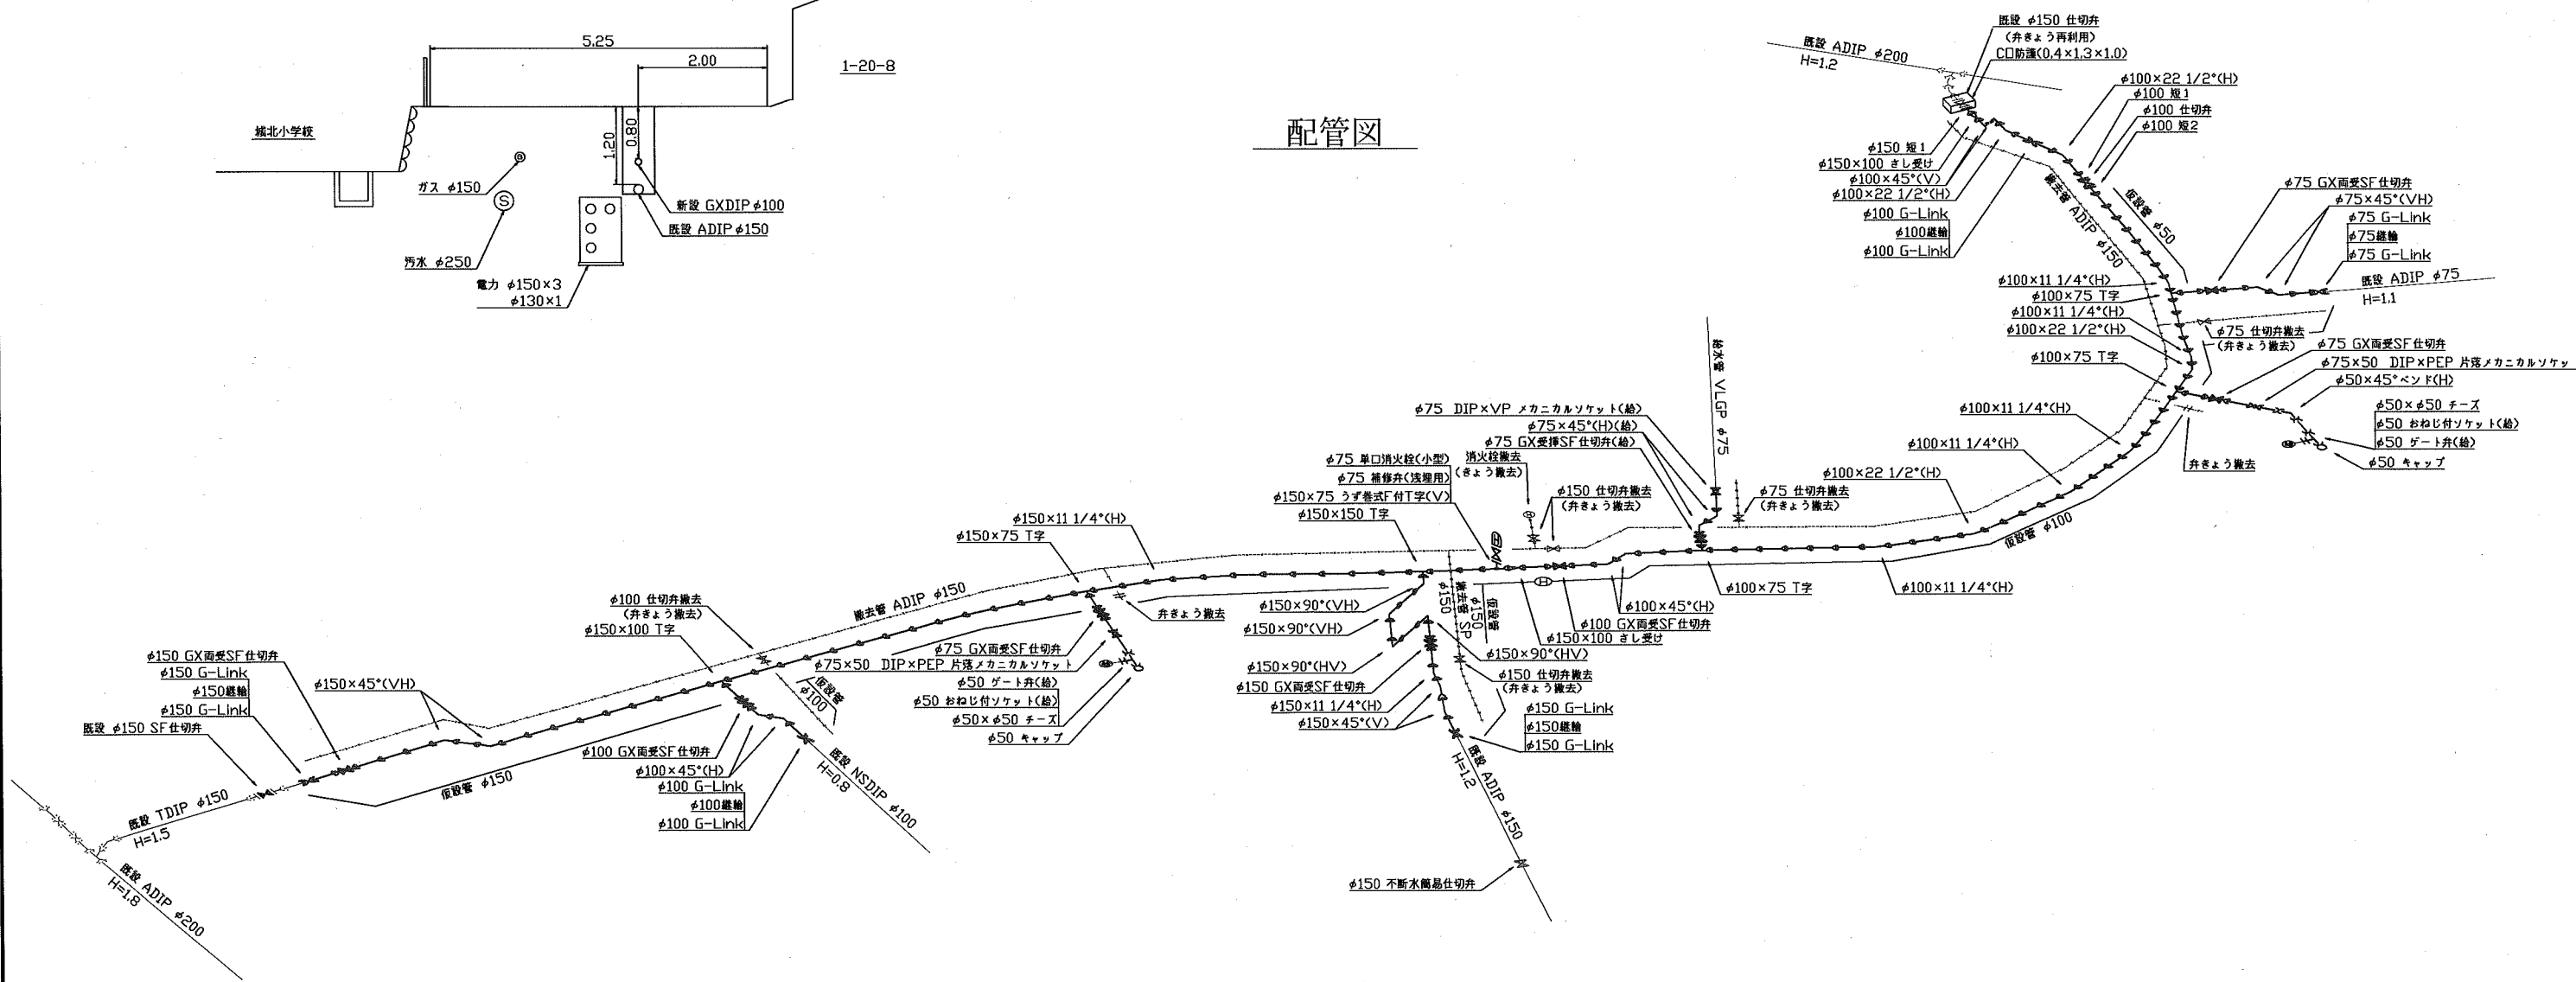 配管図
5.25
2.00
1-20-8
城北小学校
1.20
0.80
ガス φ150
新設 GXDIP φ100
既設 ADIP φ150
汚水 φ250
S
電力 φ150×3
φ130×1
既設 φ150 仕切弁
(弁きょう再利用)
CD防護(0.4×1.3×1.0)
既設 ADIP φ200
H=1.2
φ100×22 1/2°(H)
φ100 短1
φ100 仕切弁
φ100 短2
φ150 短1
φ150×100 さし受け
φ100×45°(V)
φ100×22 1/2°(H)
φ100 G-Link
φ100継輪
φ100 G-Link
撤去管 ADIP φ150
仮設管 φ50
φ75 GX両受SF仕切弁
φ75×45°(VH)
φ75 G-Link
φ75継輪
φ75 G-Link
既設 ADIP φ75
H=1.1
φ100×11 1/4°(H)
φ100×75 T字
φ100×11 1/4°(H)
φ100×22 1/2°(H)
φ100×75 T字
φ75 仕切弁撤去
(弁きょう撤去)
φ75 GX両受SF仕切弁
φ75×50 DIP×PEP 片落メカニカルソケッ
φ50×45°ベンド(H)
φ50×φ50 チーズ
φ50 おねじ付ソケット(給)
φ50 ゲート弁(給)
φ50 キャップ
弁きょう撤去
φ100×11 1/4°(H)
φ100×11 1/4°(H)
φ100×22 1/2°(H)
仮設管 φ100
給水管 VLGP φ75
φ75 DIP×VP メカニカルソケット(給)
φ75×45°(H)(給)
φ75 GX受挿SF仕切弁(給)
φ75 単口消火栓(小型)
φ75 補修弁(浅埋用)
φ150×75 うず巻式F付T字(V)
φ150×150 T字
消火栓撤去
(きょう撤去)
φ150 仕切弁撤去
(弁きょう撤去)
φ75 仕切弁撤去
(弁きょう撤去)
H
H
φ100×75 T字
φ100×11 1/4°(H)
φ100×45°(H)
φ100 GX両受SF仕切弁
φ150×100 さし受け
φ150×11 1/4°(H)
φ150×75 T字
φ150×90°(VH)
φ150×90°(VH)
φ150×90°(HV)
φ150×90°(HV)
撤去管 SP
φ150
仮設管
φ150
φ150 仕切弁撤去
(弁きょう撤去)
φ150 GX両受SF仕切弁
φ150×11 1/4°(H)
φ150×45°(V)
φ150 G-Link
φ150継輪
φ150 G-Link
既設 ADIP φ150
H=1.2
φ150 不断水簡易仕切弁
撤去管 ADIP φ150
弁きょう撤去
φ75 GX両受SF仕切弁
φ75×50 DIP×PEP 片落メカニカルソケット
φ50 ゲート弁(給)
φ50 おねじ付ソケット(給)
φ50×φ50 チーズ
φ50 キャップ
φ100 仕切弁撤去
(弁きょう撤去)
φ150×100 T字
仮設管
φ100
φ100 GX両受SF仕切弁
φ100×45°(H)
φ100 G-Link
φ100継輪
φ100 G-Link
既設 NSDIP φ100
H=0.8
φ150 GX両受SF仕切弁
φ150 G-Link
φ150継輪
φ150 G-Link
φ150×45°(VH)
既設 φ150 SF仕切弁
仮設管 φ150
既設 TDIP φ150
H=1.5
既設 ADIP φ200
H=1.8